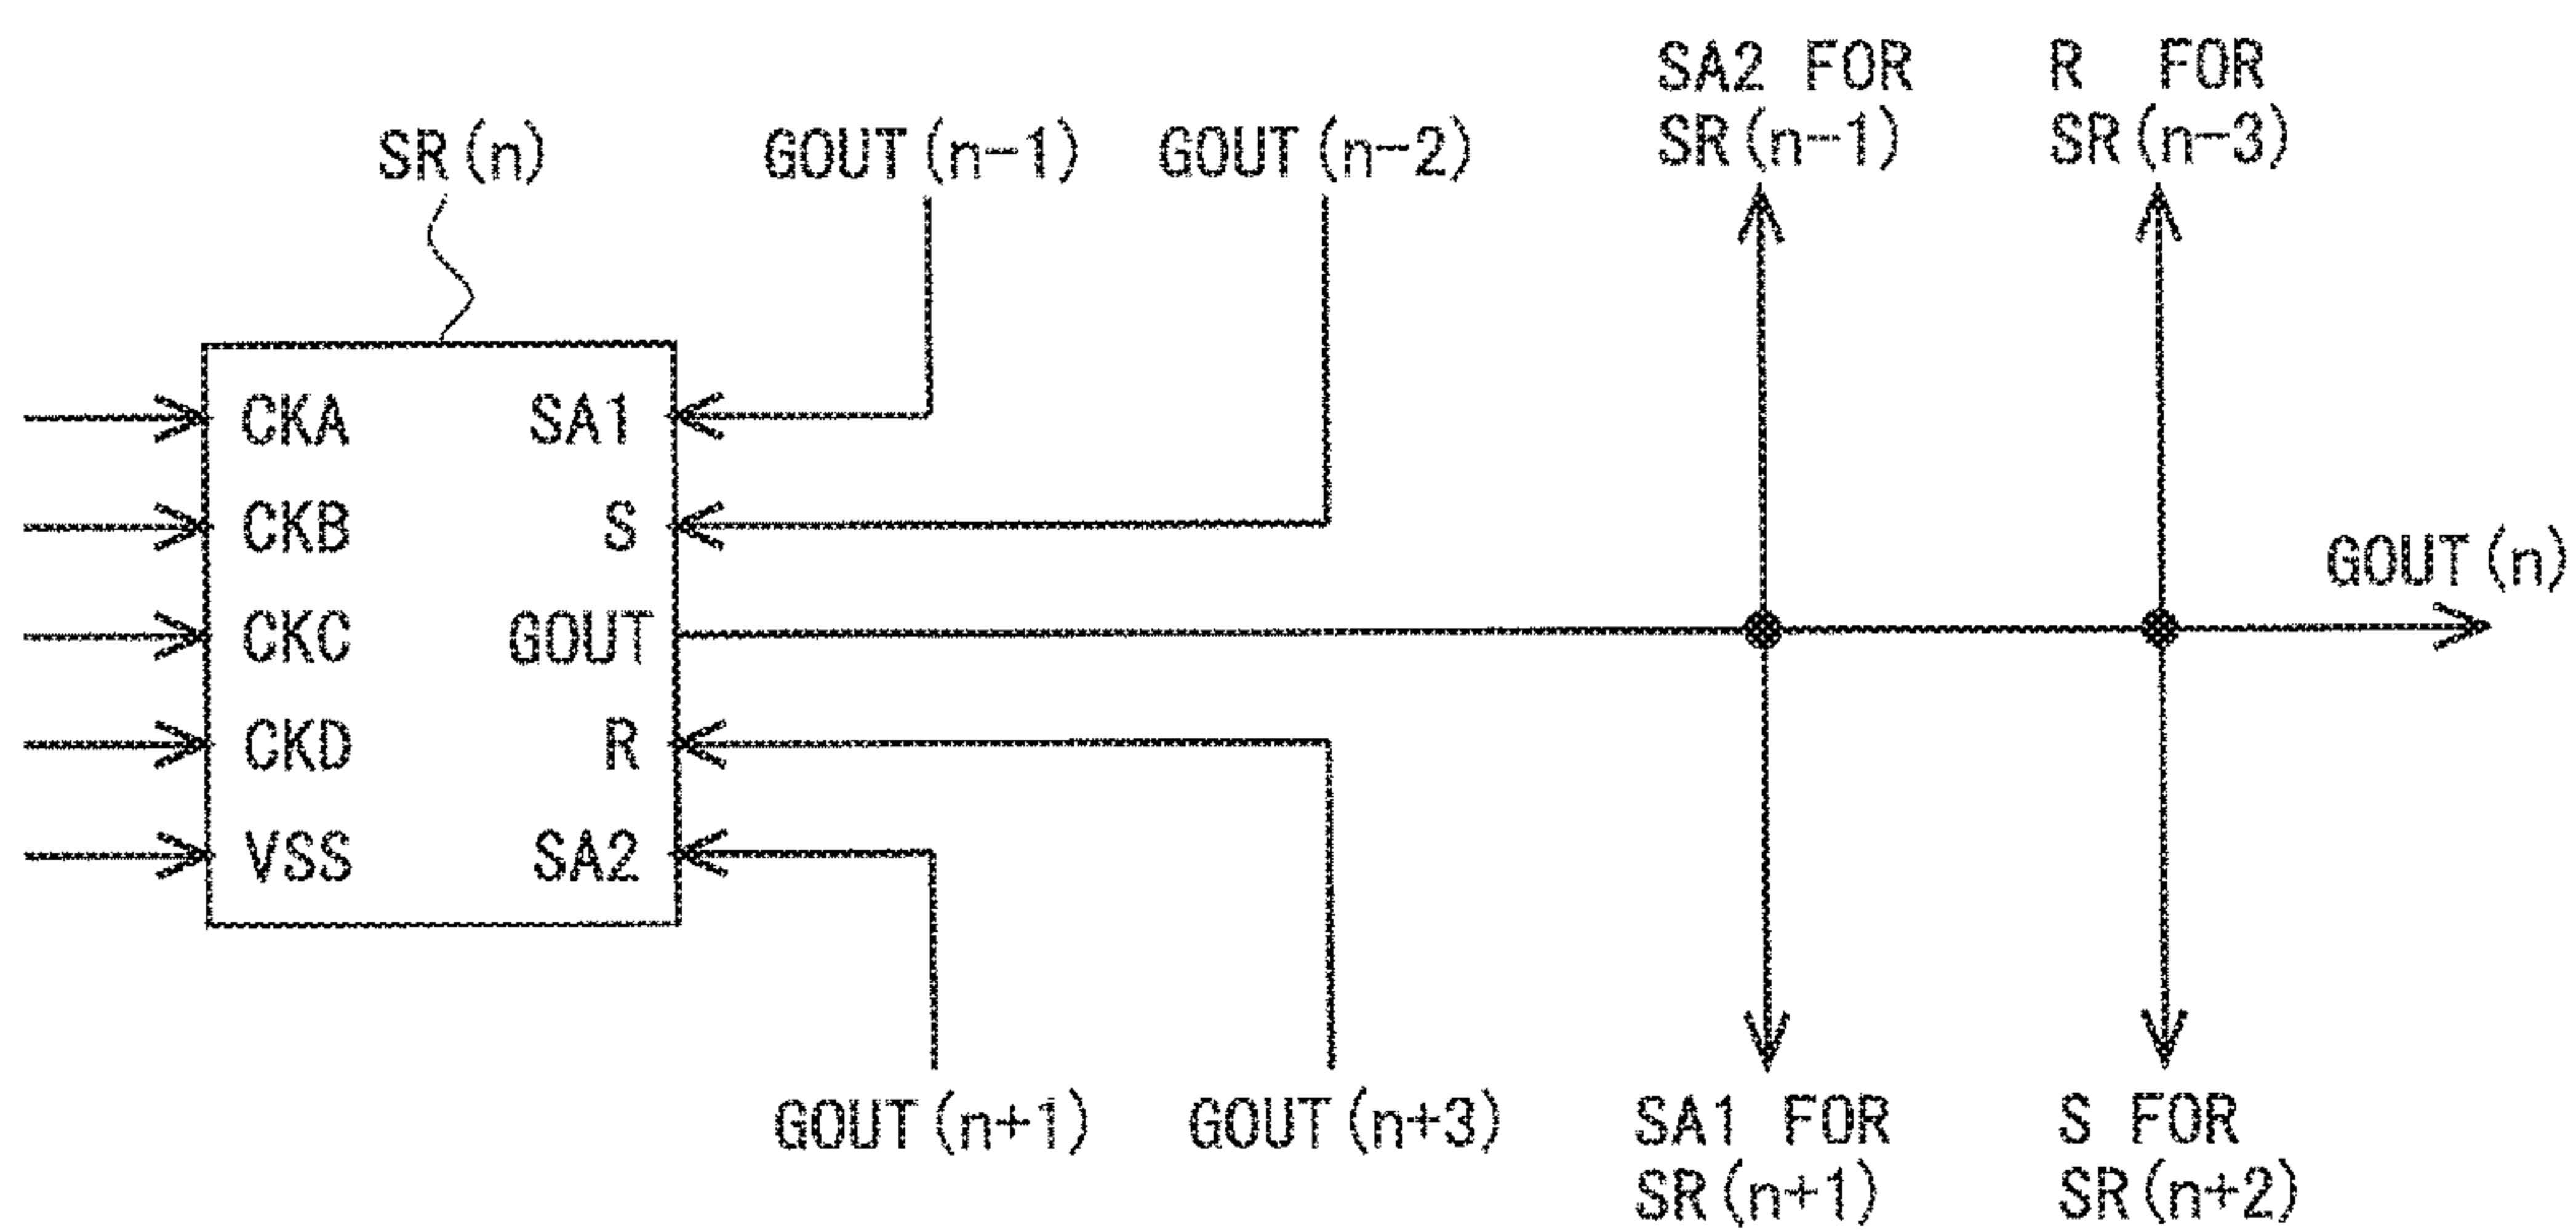 SA2 FOR
SR(n-1)
R FOR
SR(n-3)
SR(n)
GOUT(n-1)
GOUT(n-2)
CKA
SA1
CKB
S
GOUT(n)
CKC
GOUT
CKD
R
VSS
SA2
GOUT(n+1)
GOUT(n+3)
SA1 FOR
SR(n+1)
S FOR
SR(n+2)